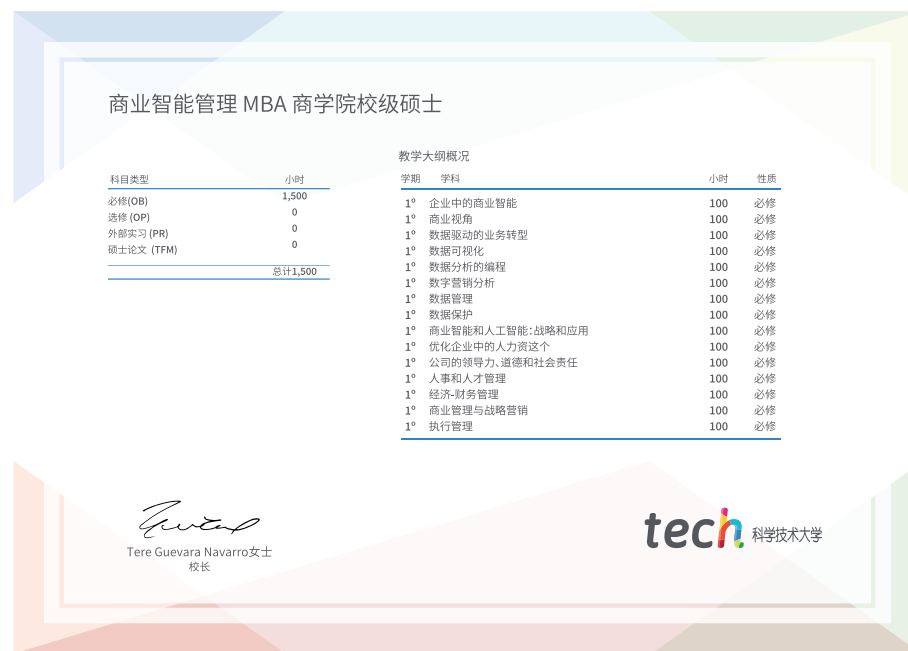 商业智能管理 MBA 商学院校级硕士
科目类型 小时
必修(OB) 1,500
选修 (OP) 0
外部实习 (PR) 0
硕士论文 (TFM) 0
总计1,500
教学大纲概况
学期 学科 小时 性质
1º 企业中的商业智能 100 必修
1º 商业视角 100 必修
1º 数据驱动的业务转型 100 必修
1º 数据可视化 100 必修
1º 数据分析的编程 100 必修
1º 数字营销分析 100 必修
1º 数据管理 100 必修
1º 数据保护 100 必修
1º 商业智能和人工智能：战略和应用 100 必修
1º 优化企业中的人力资这个 100 必修
1º 公司的领导力、道德和社会责任 100 必修
1º 人事和人才管理 100 必修
1º 经济-财务管理 100 必修
1º 商业管理与战略营销 100 必修
1º 执行管理 100 必修
Tere Guevara Navarro女士
校长
tech 科学技术大学